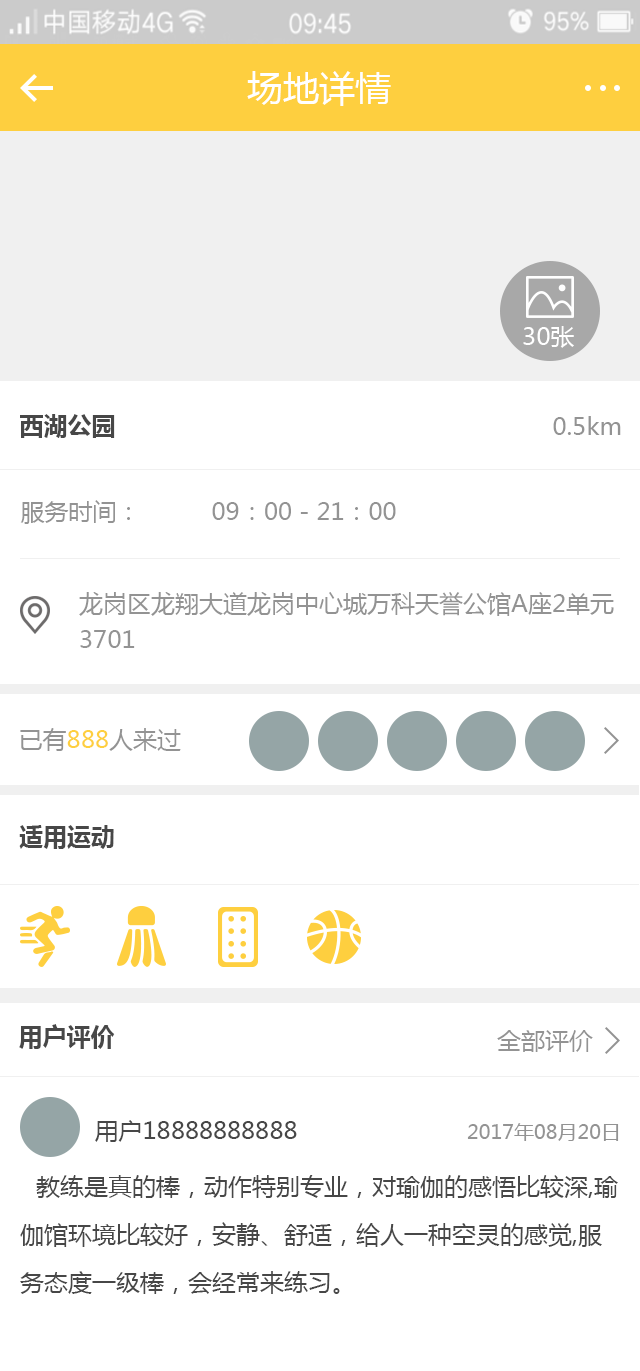 中国移动4G 09:45 95%
场地详情
30张
西湖公园 0.5km
服务时间： 09：00 - 21：00
龙岗区龙翔大道龙岗中心城万科天誉公馆A座2单元
3701
已有888人来过
适用运动
用户评价 全部评价
用户18888888888 2017年08月20日
教练是真的棒，动作特别专业，对瑜伽的感悟比较深,瑜
伽馆环境比较好，安静、舒适，给人一种空灵的感觉,服
务态度一级棒，会经常来练习。